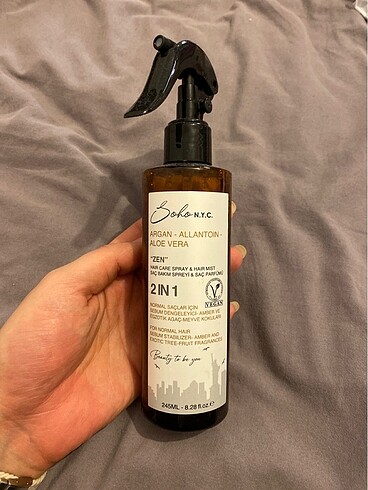 Soho N.Y.C.
ARGAN - ALLANTOIN -
ALOE VERA
"ZEN"
HAIR CARE SPRAY & HAIR MIST
SAÇ BAKIM SPREYİ & SAÇ PARFÜMÜ
2 IN 1
VEGAN
NORMAL SAÇLAR İÇİN
SEBUM DENGELEYİCİ- AMBER VE
EGZOTİK AĞAÇ-MEYVE KOKULARI
FOR NORMAL HAIR
SEBUM STABILIZER- AMBER AND
EXOTIC TREE-FRUIT FRAGRANCES
Beauty to be you
245ML - 8.28 fl.oz. e